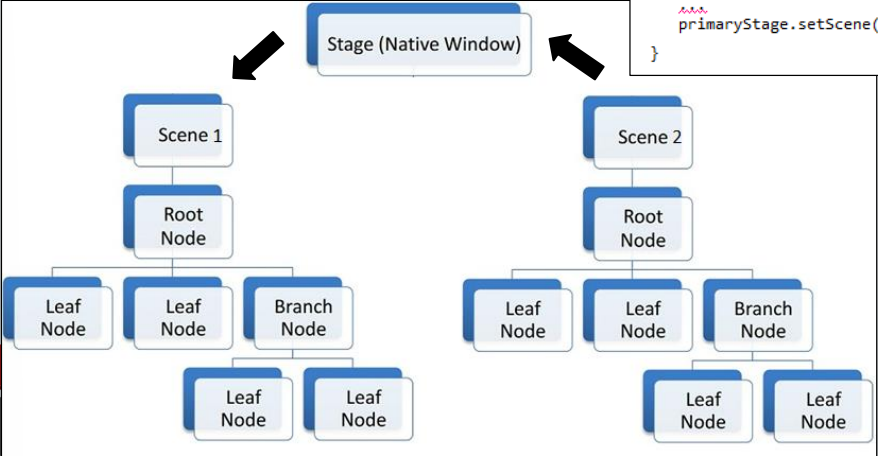 ...
primaryStage.setScene(
}
Stage (Native Window)
Scene 1
Root
Node
Leaf
Node
Leaf
Node
Branch
Node
Leaf
Node
Leaf
Node
Scene 2
Root
Node
Leaf
Node
Leaf
Node
Branch
Node
Leaf
Node
Leaf
Node